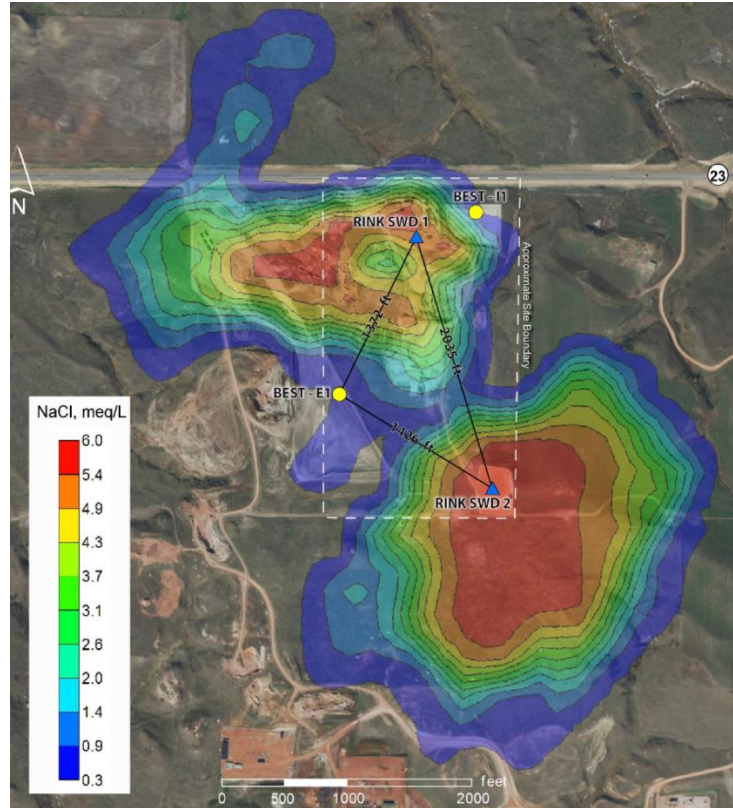 23
N
BEST - I1
RINK SWD 1
Approximate Site Boundary
1372 ft
2035 ft
BEST - E1
1426 ft
RINK SWD 2
NaCl, meq/L
6.0
5.4
4.9
4.3
3.7
3.1
2.6
2.0
1.4
0.9
0.3
feet
0 1000 2000